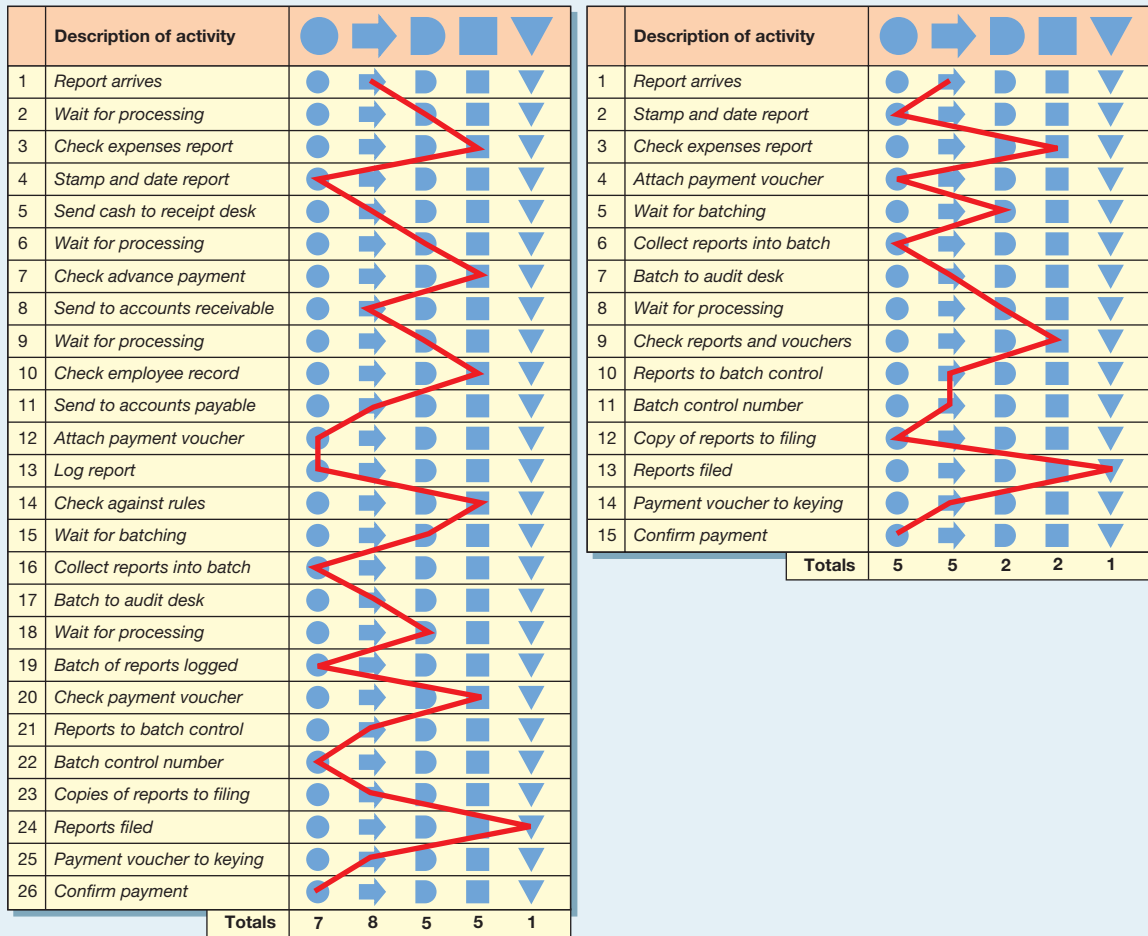 Description of activity
1 Report arrives
2 Wait for processing
3 Check expenses report
4 Stamp and date report
5 Send cash to receipt desk
6 Wait for processing
7 Check advance payment
8 Send to accounts receivable
9 Wait for processing
10 Check employee record
11 Send to accounts payable
12 Attach payment voucher
13 Log report
14 Check against rules
15 Wait for batching
16 Collect reports into batch
17 Batch to audit desk
18 Wait for processing
19 Batch of reports logged
20 Check payment voucher
21 Reports to batch control
22 Batch control number
23 Copies of reports to filing
24 Reports filed
25 Payment voucher to keying
26 Confirm payment
Totals 7 8 5 5 1
Description of activity
1 Report arrives
2 Stamp and date report
3 Check expenses report
4 Attach payment voucher
5 Wait for batching
6 Collect reports into batch
7 Batch to audit desk
8 Wait for processing
9 Check reports and vouchers
10 Reports to batch control
11 Batch control number
12 Copy of reports to filing
13 Reports filed
14 Payment voucher to keying
15 Confirm payment
Totals 5 5 2 2 1